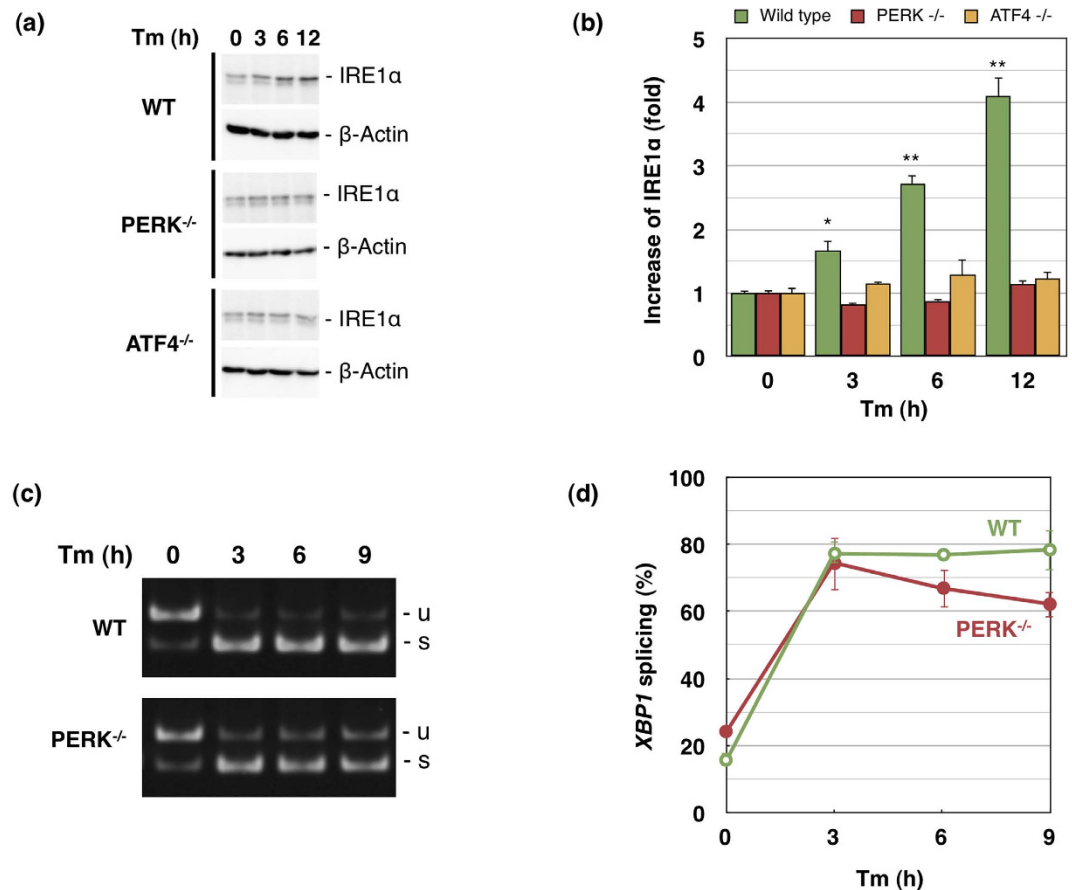 (a)
Tm (h) 0 3 6 12
WT
- IRE1α
- β-Actin
PERK-/-
- IRE1α
- β-Actin
ATF4-/-
- IRE1α
- β-Actin
(b)
Wild type PERK -/- ATF4 -/-
Increase of IRE1α (fold)
5
4
3
2
1
0
*
**
**
0 3 6 12
Tm (h)
(c)
Tm (h) 0 3 6 9
WT
- u
- s
PERK-/-
- u
- s
(d)
XBP1 splicing (%)
100
80
60
40
20
0
WT
PERK-/-
0 3 6 9
Tm (h)